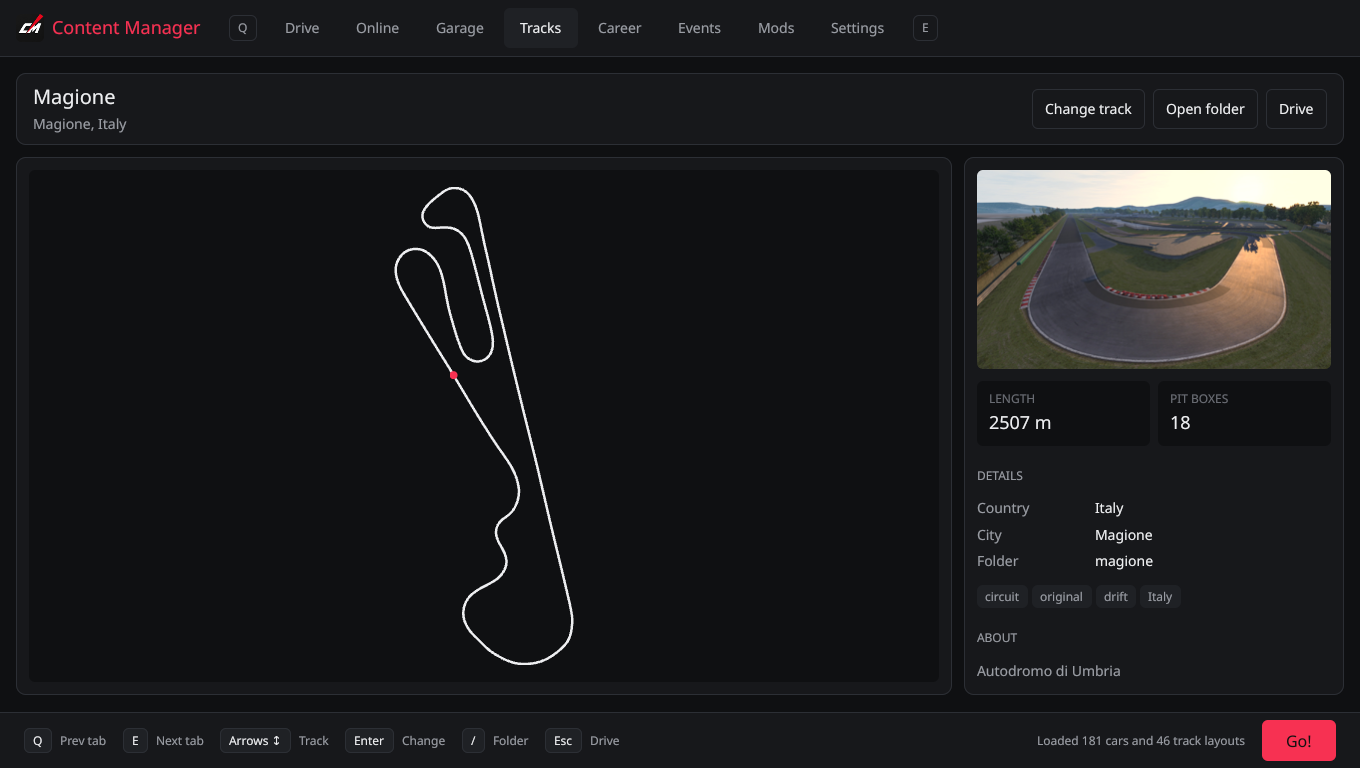 Content Manager
Q
Drive
Online
Garage
Tracks
Career
Events
Mods
Settings
E
Magione
Magione, Italy
Change track
Open folder
Drive
LENGTH
2507 m
PIT BOXES
18
DETAILS
Country Italy
City Magione
Folder magione
circuit original drift Italy
ABOUT
Autodromo di Umbria
Q Prev tab E Next tab Arrows ↕ Track Enter Change / Folder Esc Drive
Loaded 181 cars and 46 track layouts
Go!